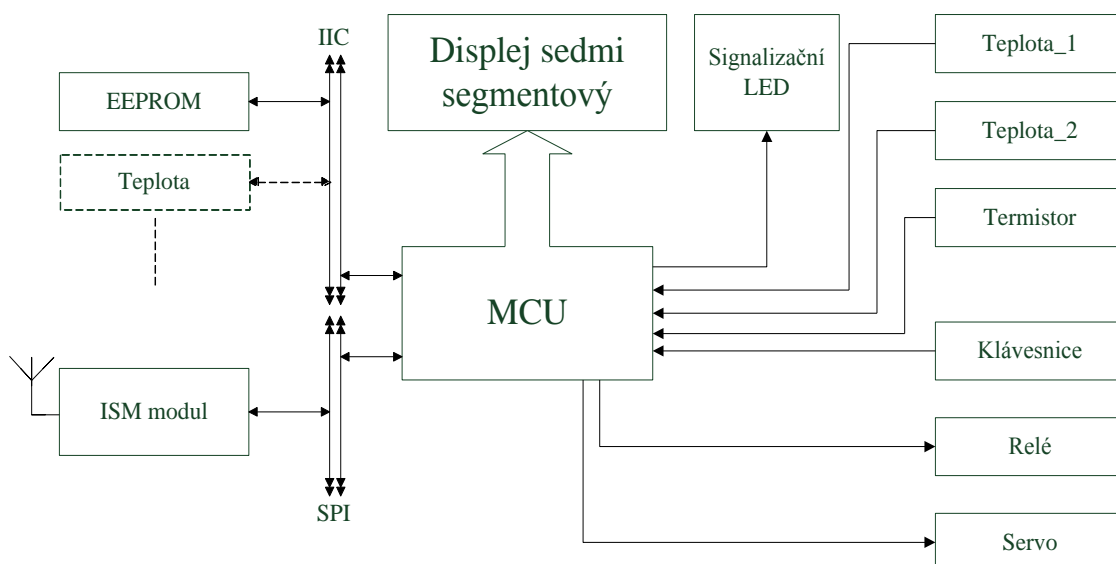 IIC
EEPROM
Teplota
Displej sedmi
segmentový
Signalizační
LED
Teplota_1
Teplota_2
Termistor
MCU
Klávesnice
ISM modul
Relé
SPI
Servo